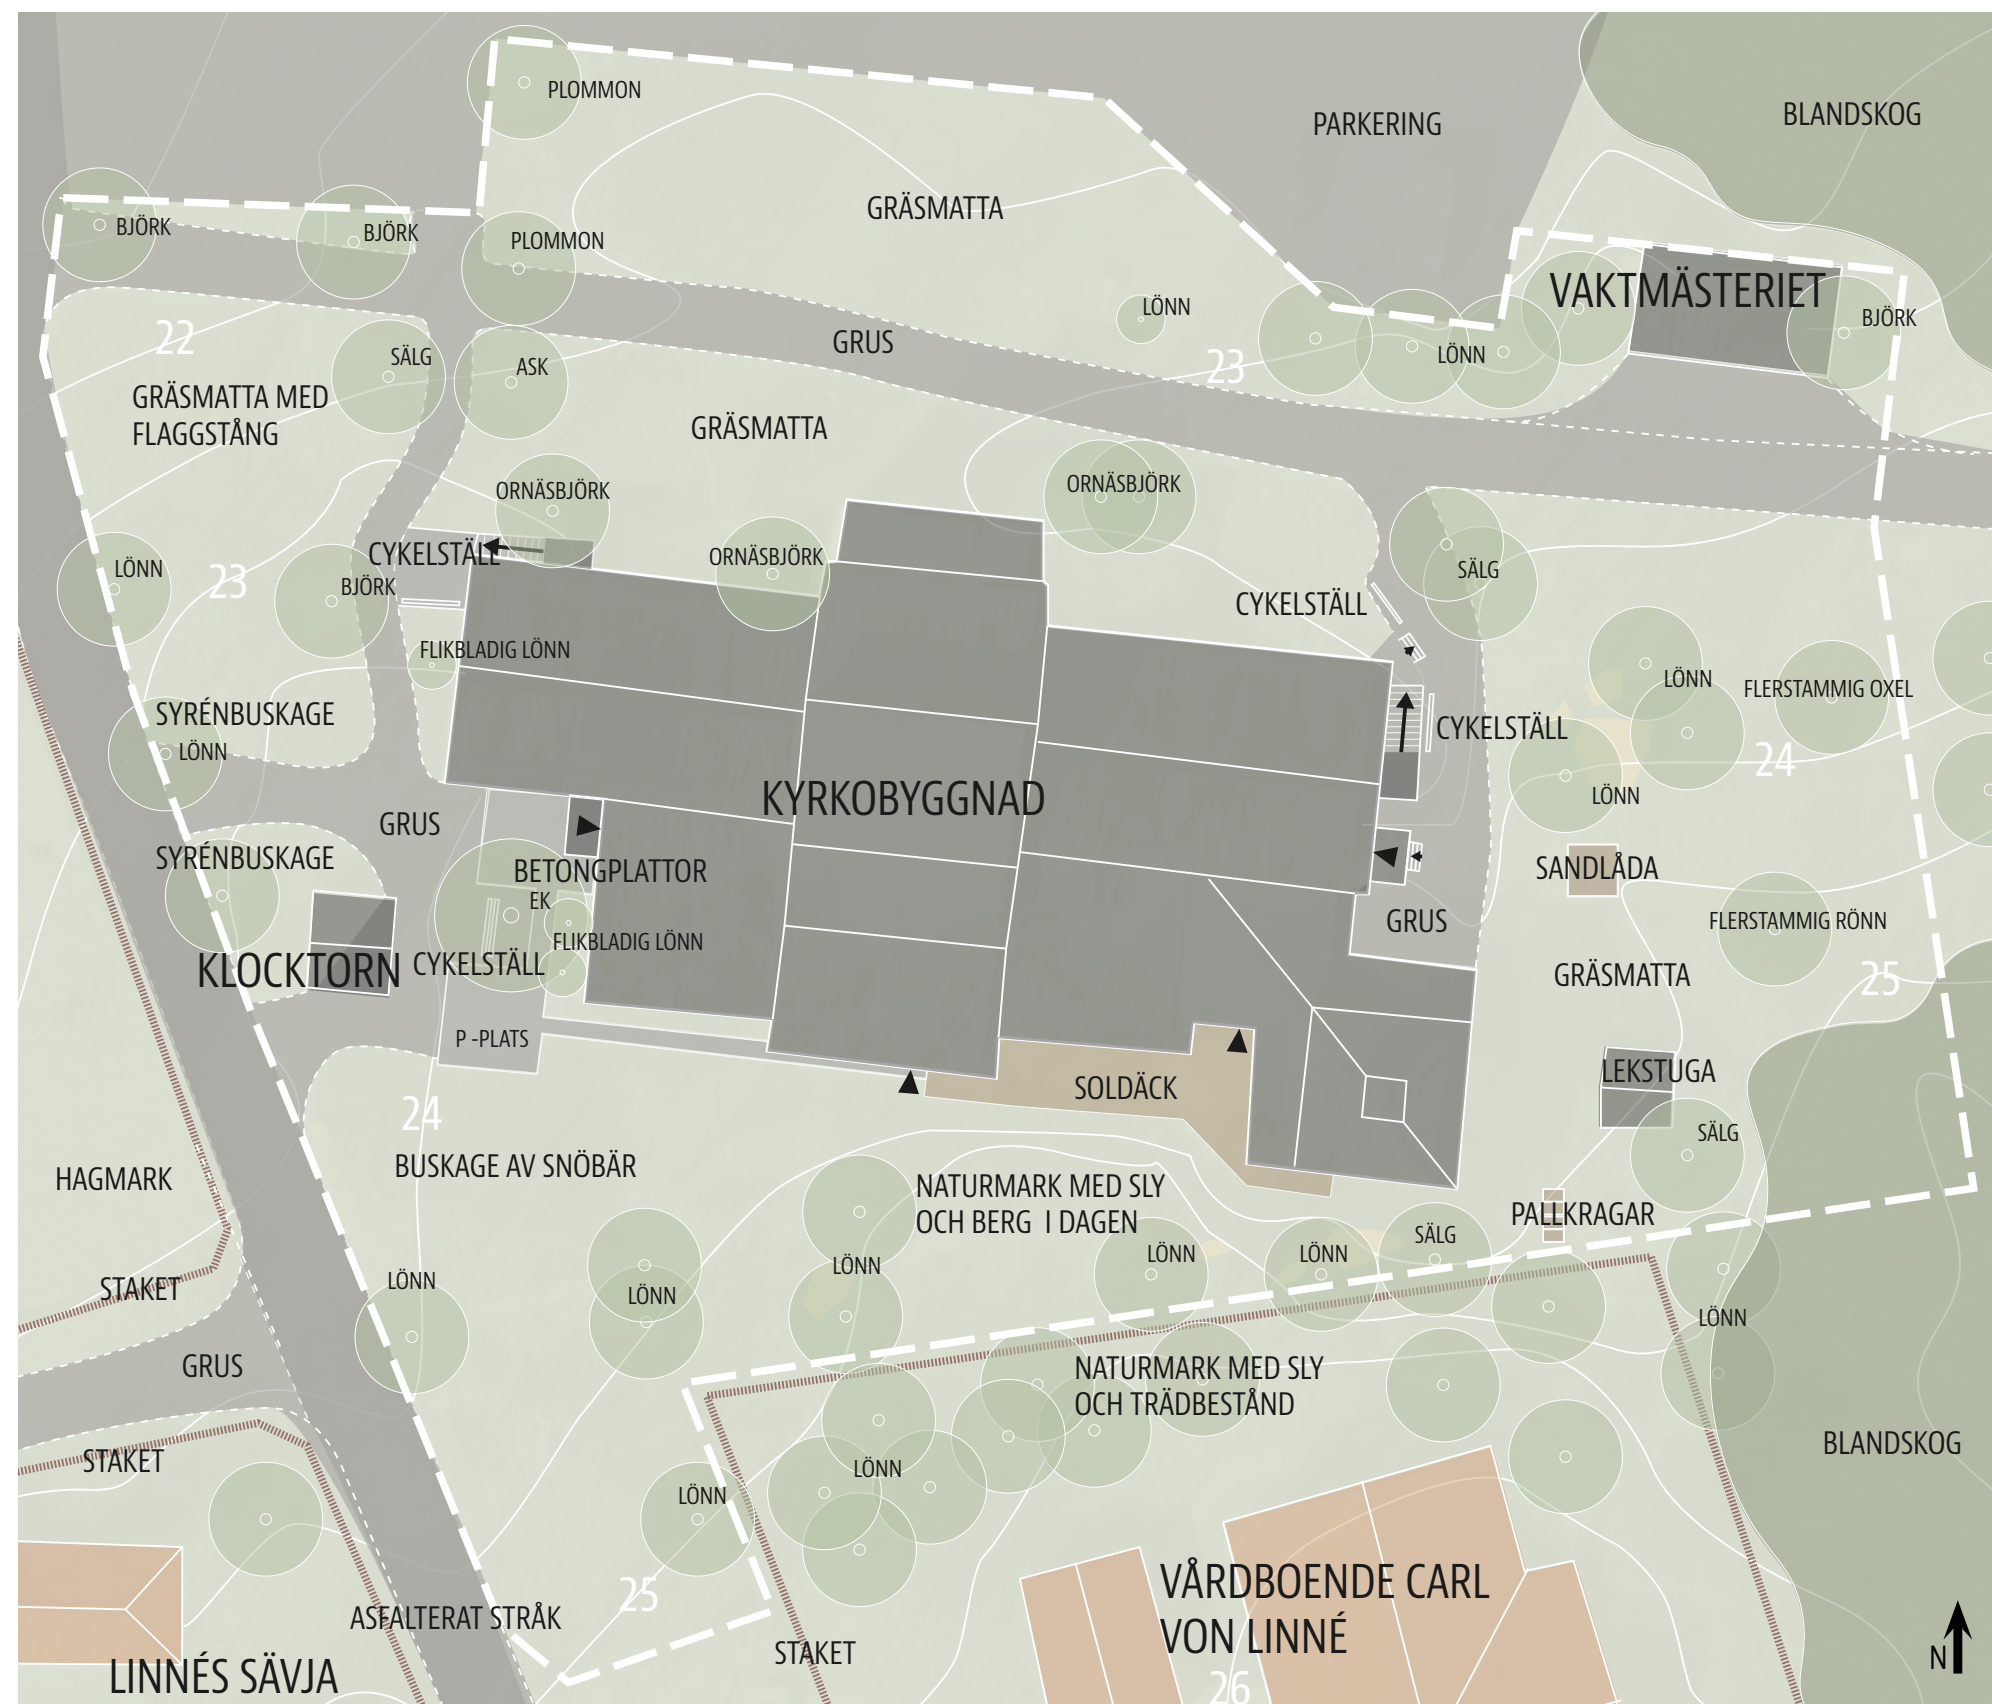 PLOMMON
PARKERING
BLANDSKOG
GRÄSMATTA
BJÖRK
BJÖRK
PLOMMON
VAKTMÄSTERIET
LÖNN
BJÖRK
22
GRUS
SÄLG
ASK
23
LÖNN
GRÄSMATTA MED
FLAGGSTÅNG
GRÄSMATTA
ORNÄSBJÖRK
ORNÄSBJÖRK
CYKELSTÄLL
ORNÄSBJÖRK
LÖNN
23
BJÖRK
SÄLG
CYKELSTÄLL
FLIKBLADIG LÖNN
LÖNN
FLERSTAMMIG OXEL
SYRÉNBUSKAGE
LÖNN
CYKELSTÄLL
24
KYRKOBYGGNAD
LÖNN
GRUS
SYRÉNBUSKAGE
BETONGPLATTOR
SANDLÅDA
EK
GRUS
FLERSTAMMIG RÖNN
FLIKBLADIG LÖNN
KLOCKTORN
CYKELSTÄLL
GRÄSMATTA
25
P -PLATS
LEKSTUGA
SOLDÄCK
24
SÄLG
BUSKAGE AV SNÖBÄR
HAGMARK
NATURMARK MED SLY
OCH BERG I DAGEN
PALLKRAGAR
SÄLG
LÖNN
LÖNN
LÖNN
STAKET
LÖNN
LÖNN
LÖNN
GRUS
NATURMARK MED SLY
OCH TRÄDBESTÅND
BLANDSKOG
STAKET
LÖNN
LÖNN
VÅRDBOENDE CARL
VON LINNÉ
25
ASFALTERAT STRÅK
STAKET
N
LINNÉS SÄVJA
26